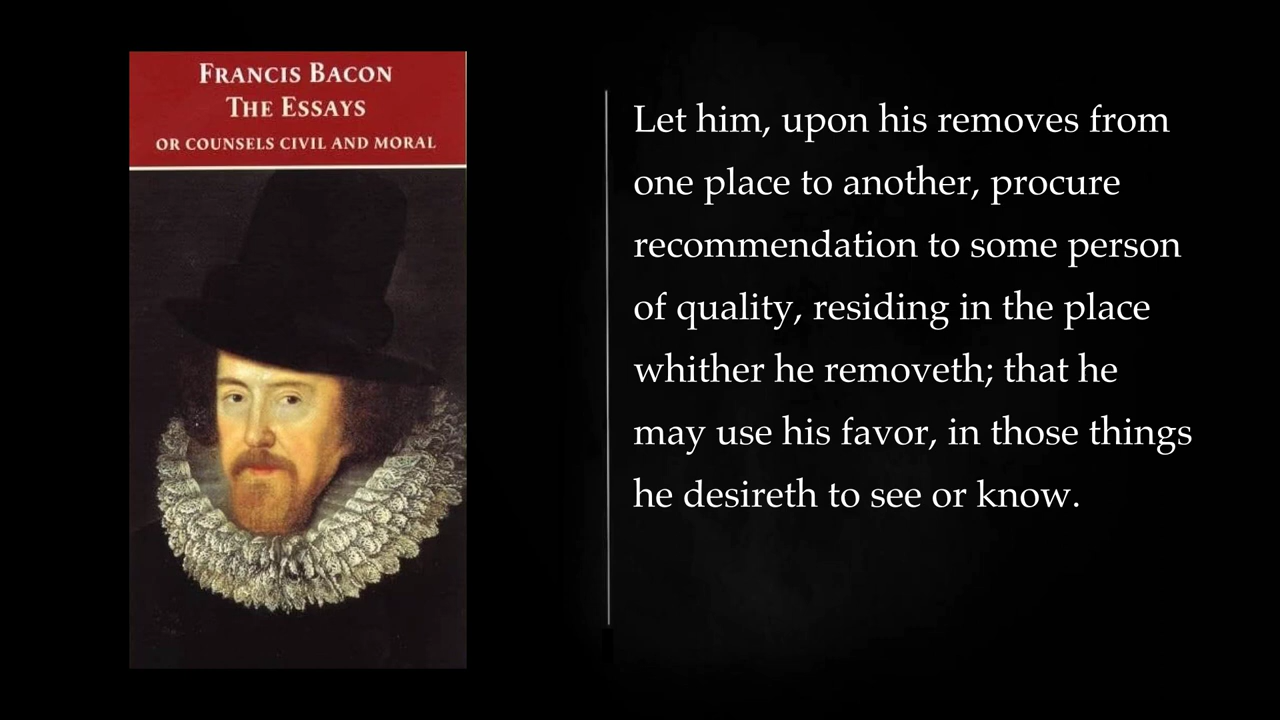 FRANCIS BACON
THE ESSAYS
OR COUNSELS CIVIL AND MORAL
Let him, upon his removes from
one place to another, procure
recommendation to some person
of quality, residing in the place
whither he removeth; that he
may use his favor, in those things
he desireth to see or know.